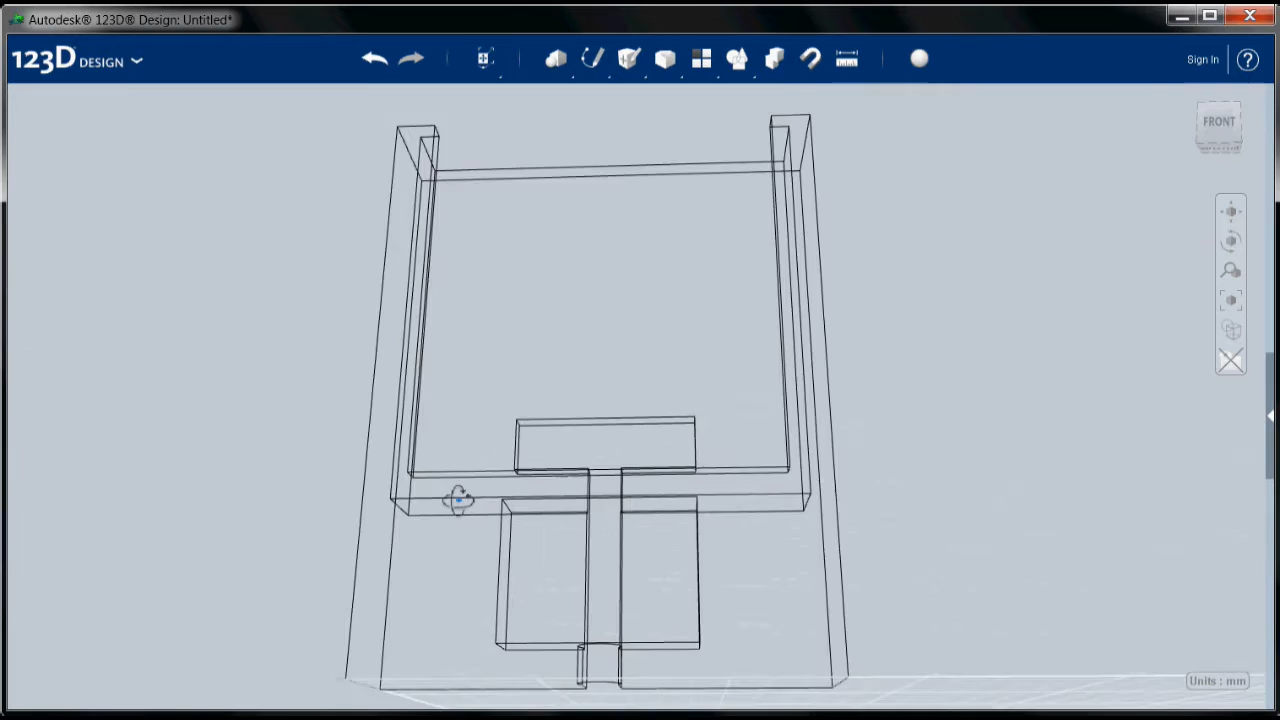 Autodesk® 123D® Design: Untitled*
123D DESIGN
Sign In
?
FRONT
Units : mm